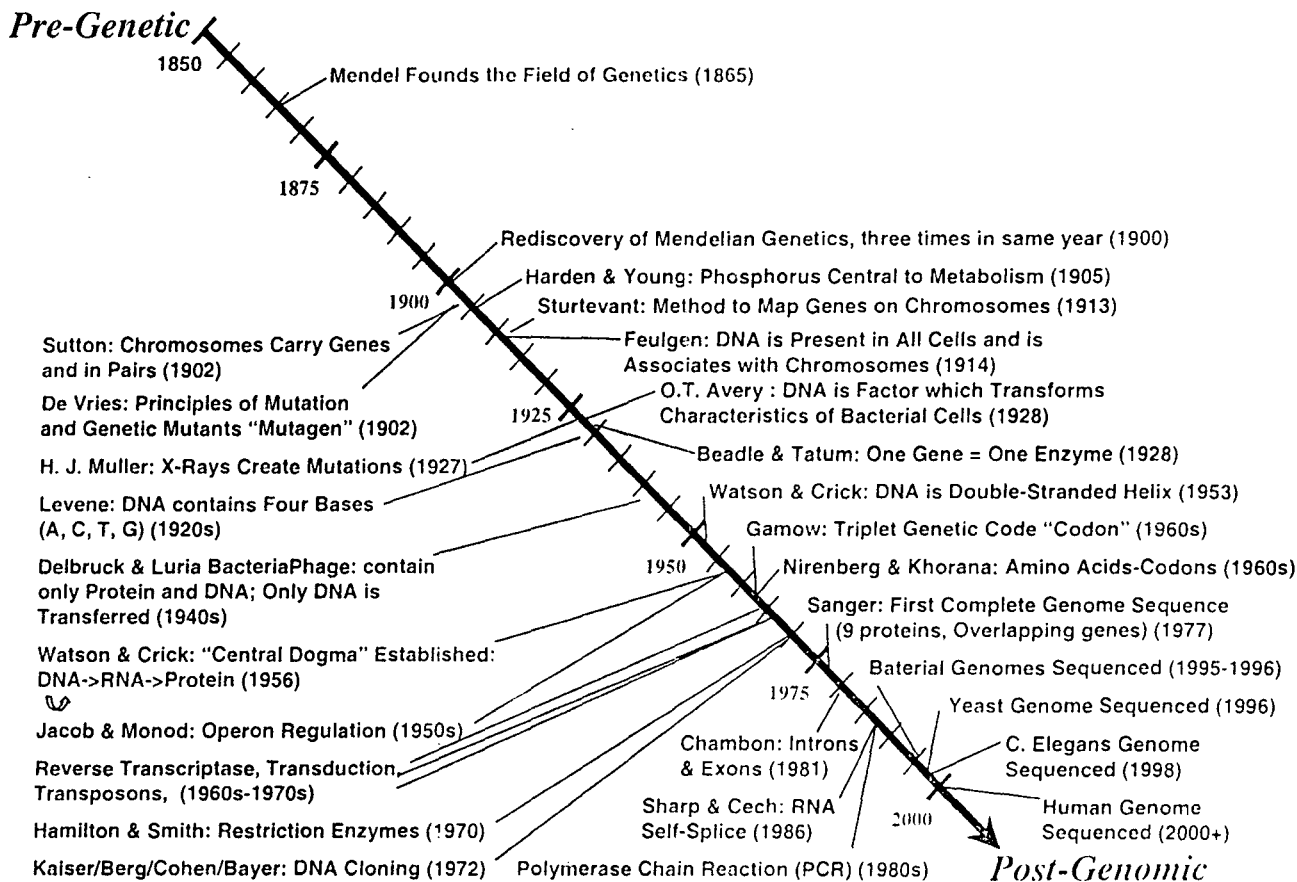 Pre-Genetic
1850
Mendel Founds the Field of Genetics (1865)
1875
Rediscovery of Mendelian Genetics, three times in same year (1900)
Harden & Young: Phosphorus Central to Metabolism (1905)
1900
Sturtevant: Method to Map Genes on Chromosomes (1913)
Sutton: Chromosomes Carry Genes
and in Pairs (1902)
Feulgen: DNA is Present in All Cells and is
Associates with Chromosomes (1914)
De Vries: Principles of Mutation
and Genetic Mutants "Mutagen" (1902)
1925
O.T. Avery : DNA is Factor which Transforms
Characteristics of Bacterial Cells (1928)
H. J. Muller: X-Rays Create Mutations (1927)
Beadle & Tatum: One Gene = One Enzyme (1928)
Levene: DNA contains Four Bases
(A, C, T, G) (1920s)
Watson & Crick: DNA is Double-Stranded Helix (1953)
Gamow: Triplet Genetic Code "Codon" (1960s)
Delbruck & Luria BacteriaPhage: contain
only Protein and DNA; Only DNA is
Transferred (1940s)
1950
Nirenberg & Khorana: Amino Acids-Codons (1960s)
Sanger: First Complete Genome Sequence
(9 proteins, Overlapping genes) (1977)
Watson & Crick: "Central Dogma" Established:
DNA->RNA->Protein (1956)
Baterial Genomes Sequenced (1995-1996)
1975
Yeast Genome Sequenced (1996)
Jacob & Monod: Operon Regulation (1950s)
Chambon: Introns
& Exons (1981)
C. Elegans Genome
Sequenced (1998)
Reverse Transcriptase, Transduction,
Transposons, (1960s-1970s)
Sharp & Cech: RNA
Self-Splice (1986)
2000
Human Genome
Sequenced (2000+)
Hamilton & Smith: Restriction Enzymes (1970)
Kaiser/Berg/Cohen/Bayer: DNA Cloning (1972)
Polymerase Chain Reaction (PCR) (1980s)
Post-Genomic